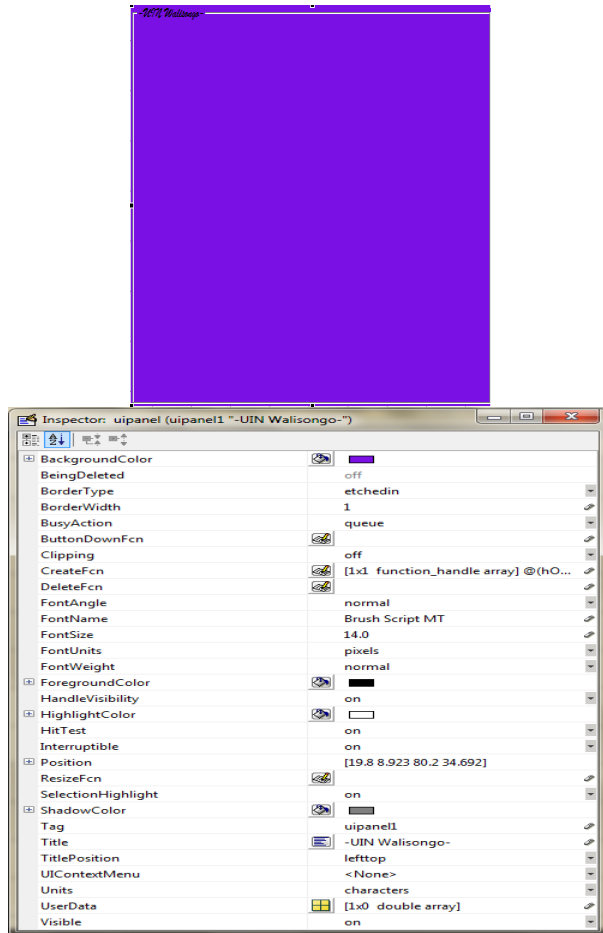 -UIN Walisongo-
Inspector: uipanel (uipanel1 "-UIN Walisongo-")
BackgroundColor
BeingDeleted off
BorderType etchedin
BorderWidth 1
BusyAction queue
ButtonDownFcn
Clipping off
CreateFcn [1x1 function_handle array] @(hO...
DeleteFcn
FontAngle normal
FontName Brush Script MT
FontSize 14.0
FontUnits pixels
FontWeight normal
ForegroundColor
HandleVisibility on
HighlightColor
HitTest on
Interruptible on
Position [19.8 8.923 80.2 34.692]
ResizeFcn
SelectionHighlight on
ShadowColor
Tag uipanel1
Title -UIN Walisongo-
TitlePosition lefttop
UIContextMenu <None>
Units characters
UserData [1x0 double array]
Visible on